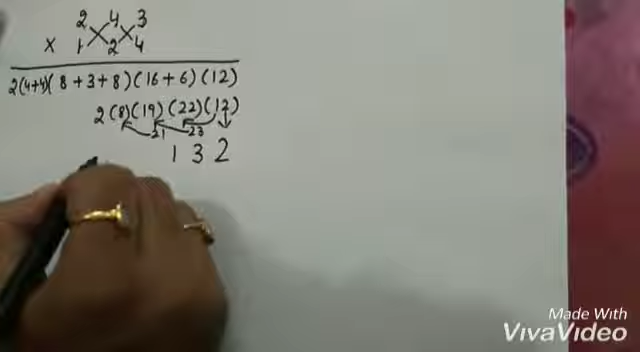 2 4 3
x 1 2 4
2(4+4)(8+3+8)(16+6)(12)
2(8)(19)(22)(12)
21 23
1 3 2
Made With
VivaVideo